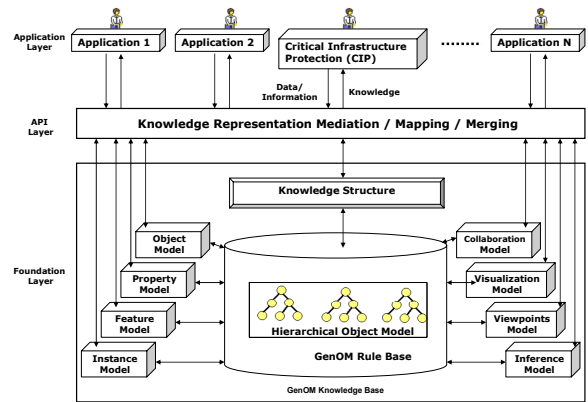 Application
Layer
Application 1
Application 2
Critical Infrastructure
Protection (CIP)
........
Application N
Data/
Information
Knowledge
API
Layer
Knowledge Representation Mediation / Mapping / Merging
Knowledge Structure
Foundation
Layer
Object
Model
Property
Model
Feature
Model
Instance
Model
Collaboration
Model
Visualization
Model
Viewpoints
Model
Inference
Model
Hierarchical Object Model
GenOM Rule Base
GenOM Knowledge Base